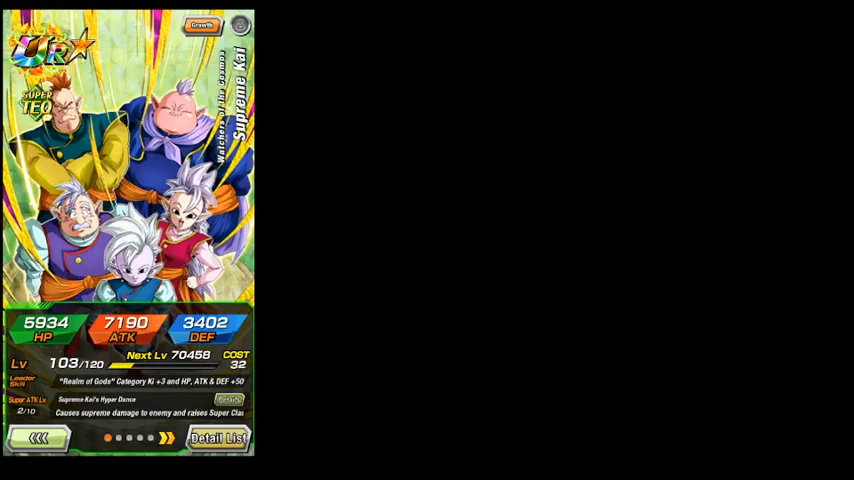 Growth
UR
SUPER
TEQ
Watchers of the Cosmos
Supreme Kai
5934
HP
7190
ATK
3402
DEF
Next Lv 70458
COST
32
Lv 103/120
Leader
Skill
"Realm of Gods" Category Ki +3 and HP, ATK & DEF +50
Super ATK Lv
2/10
Supreme Kai's Hyper Dance
Details
Causes supreme damage to enemy and raises Super Clas
Detail List